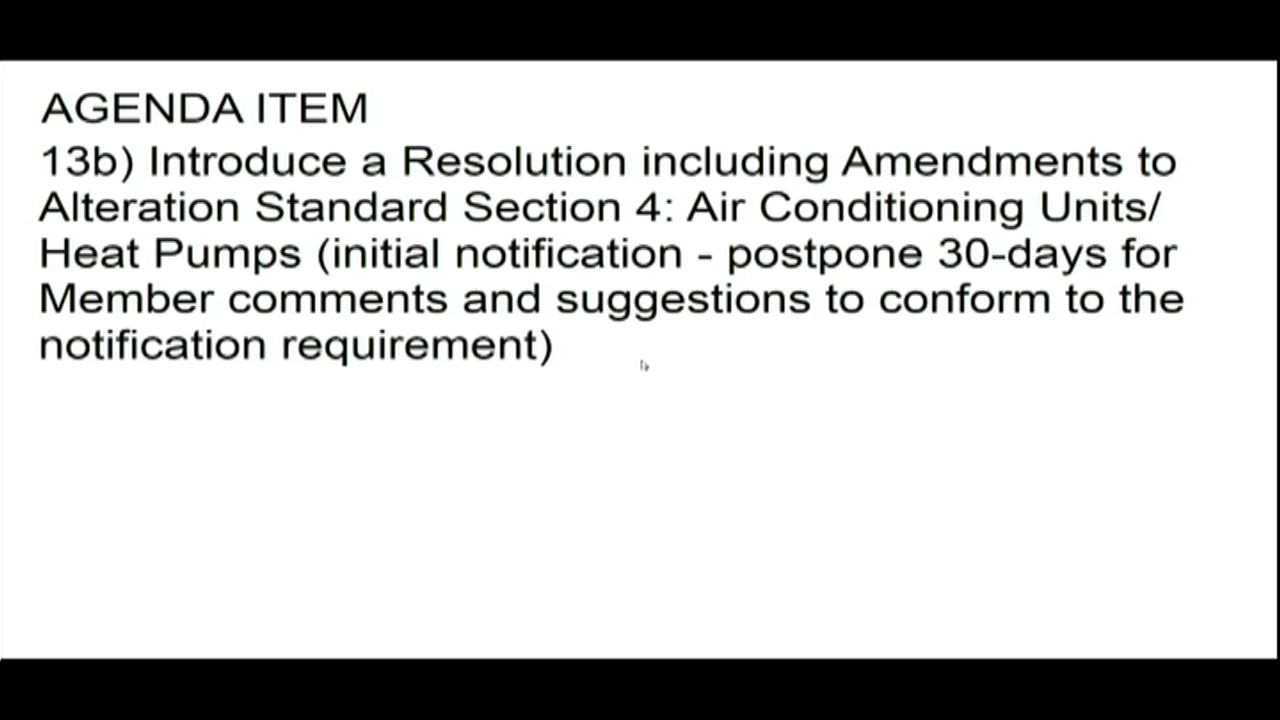 AGENDA ITEM
13b) Introduce a Resolution including Amendments to
Alteration Standard Section 4: Air Conditioning Units/
Heat Pumps (initial notification - postpone 30-days for
Member comments and suggestions to conform to the
notification requirement)